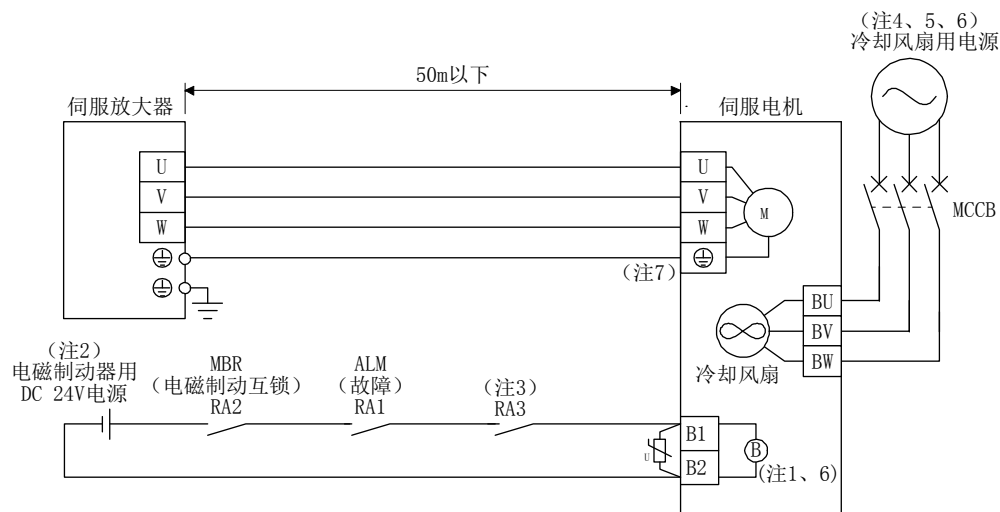 （注4、5、6）
冷却风扇用电源
50m以下
伺服放大器
伺服电机
U
V
W
U
V
W
M
MCCB
（注7）
BU
BV
BW
冷却风扇
（注2）
电磁制动器用
DC 24V电源
MBR
（电磁制动互锁）
RA2
ALM
（故障）
RA1
（注3）
RA3
U
B1
B2
B
(注1、6)